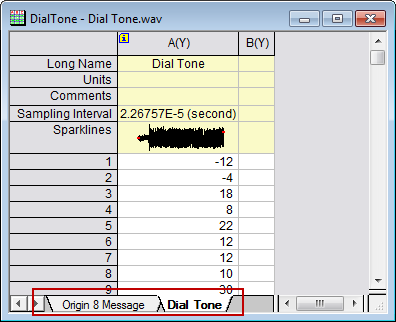 DialTone - Dial Tone.wav
A(Y) B(Y)
Long Name Dial Tone
Units
Comments
Sampling Interval 2.26757E-5 (second)
Sparklines
1 -12
2 -4
3 18
4 8
5 22
6 12
7 12
8 10
9 30
Origin 8 Message Dial Tone